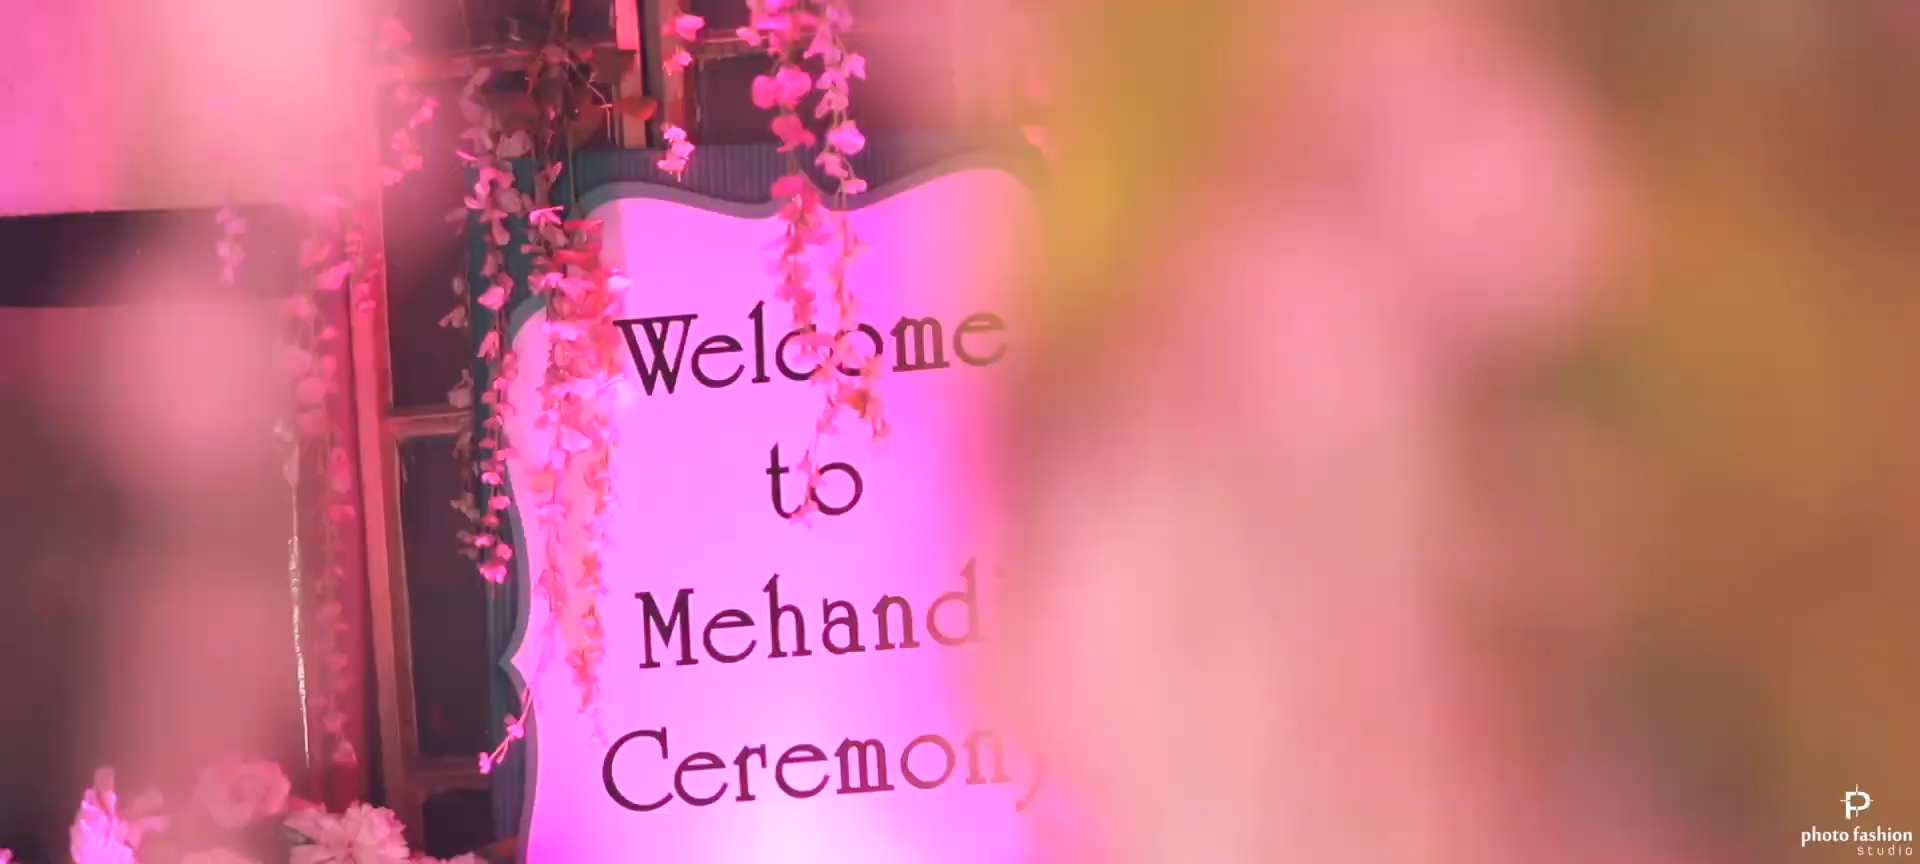 Welcome
to
Mehandi
Ceremony
photo fashion
studio